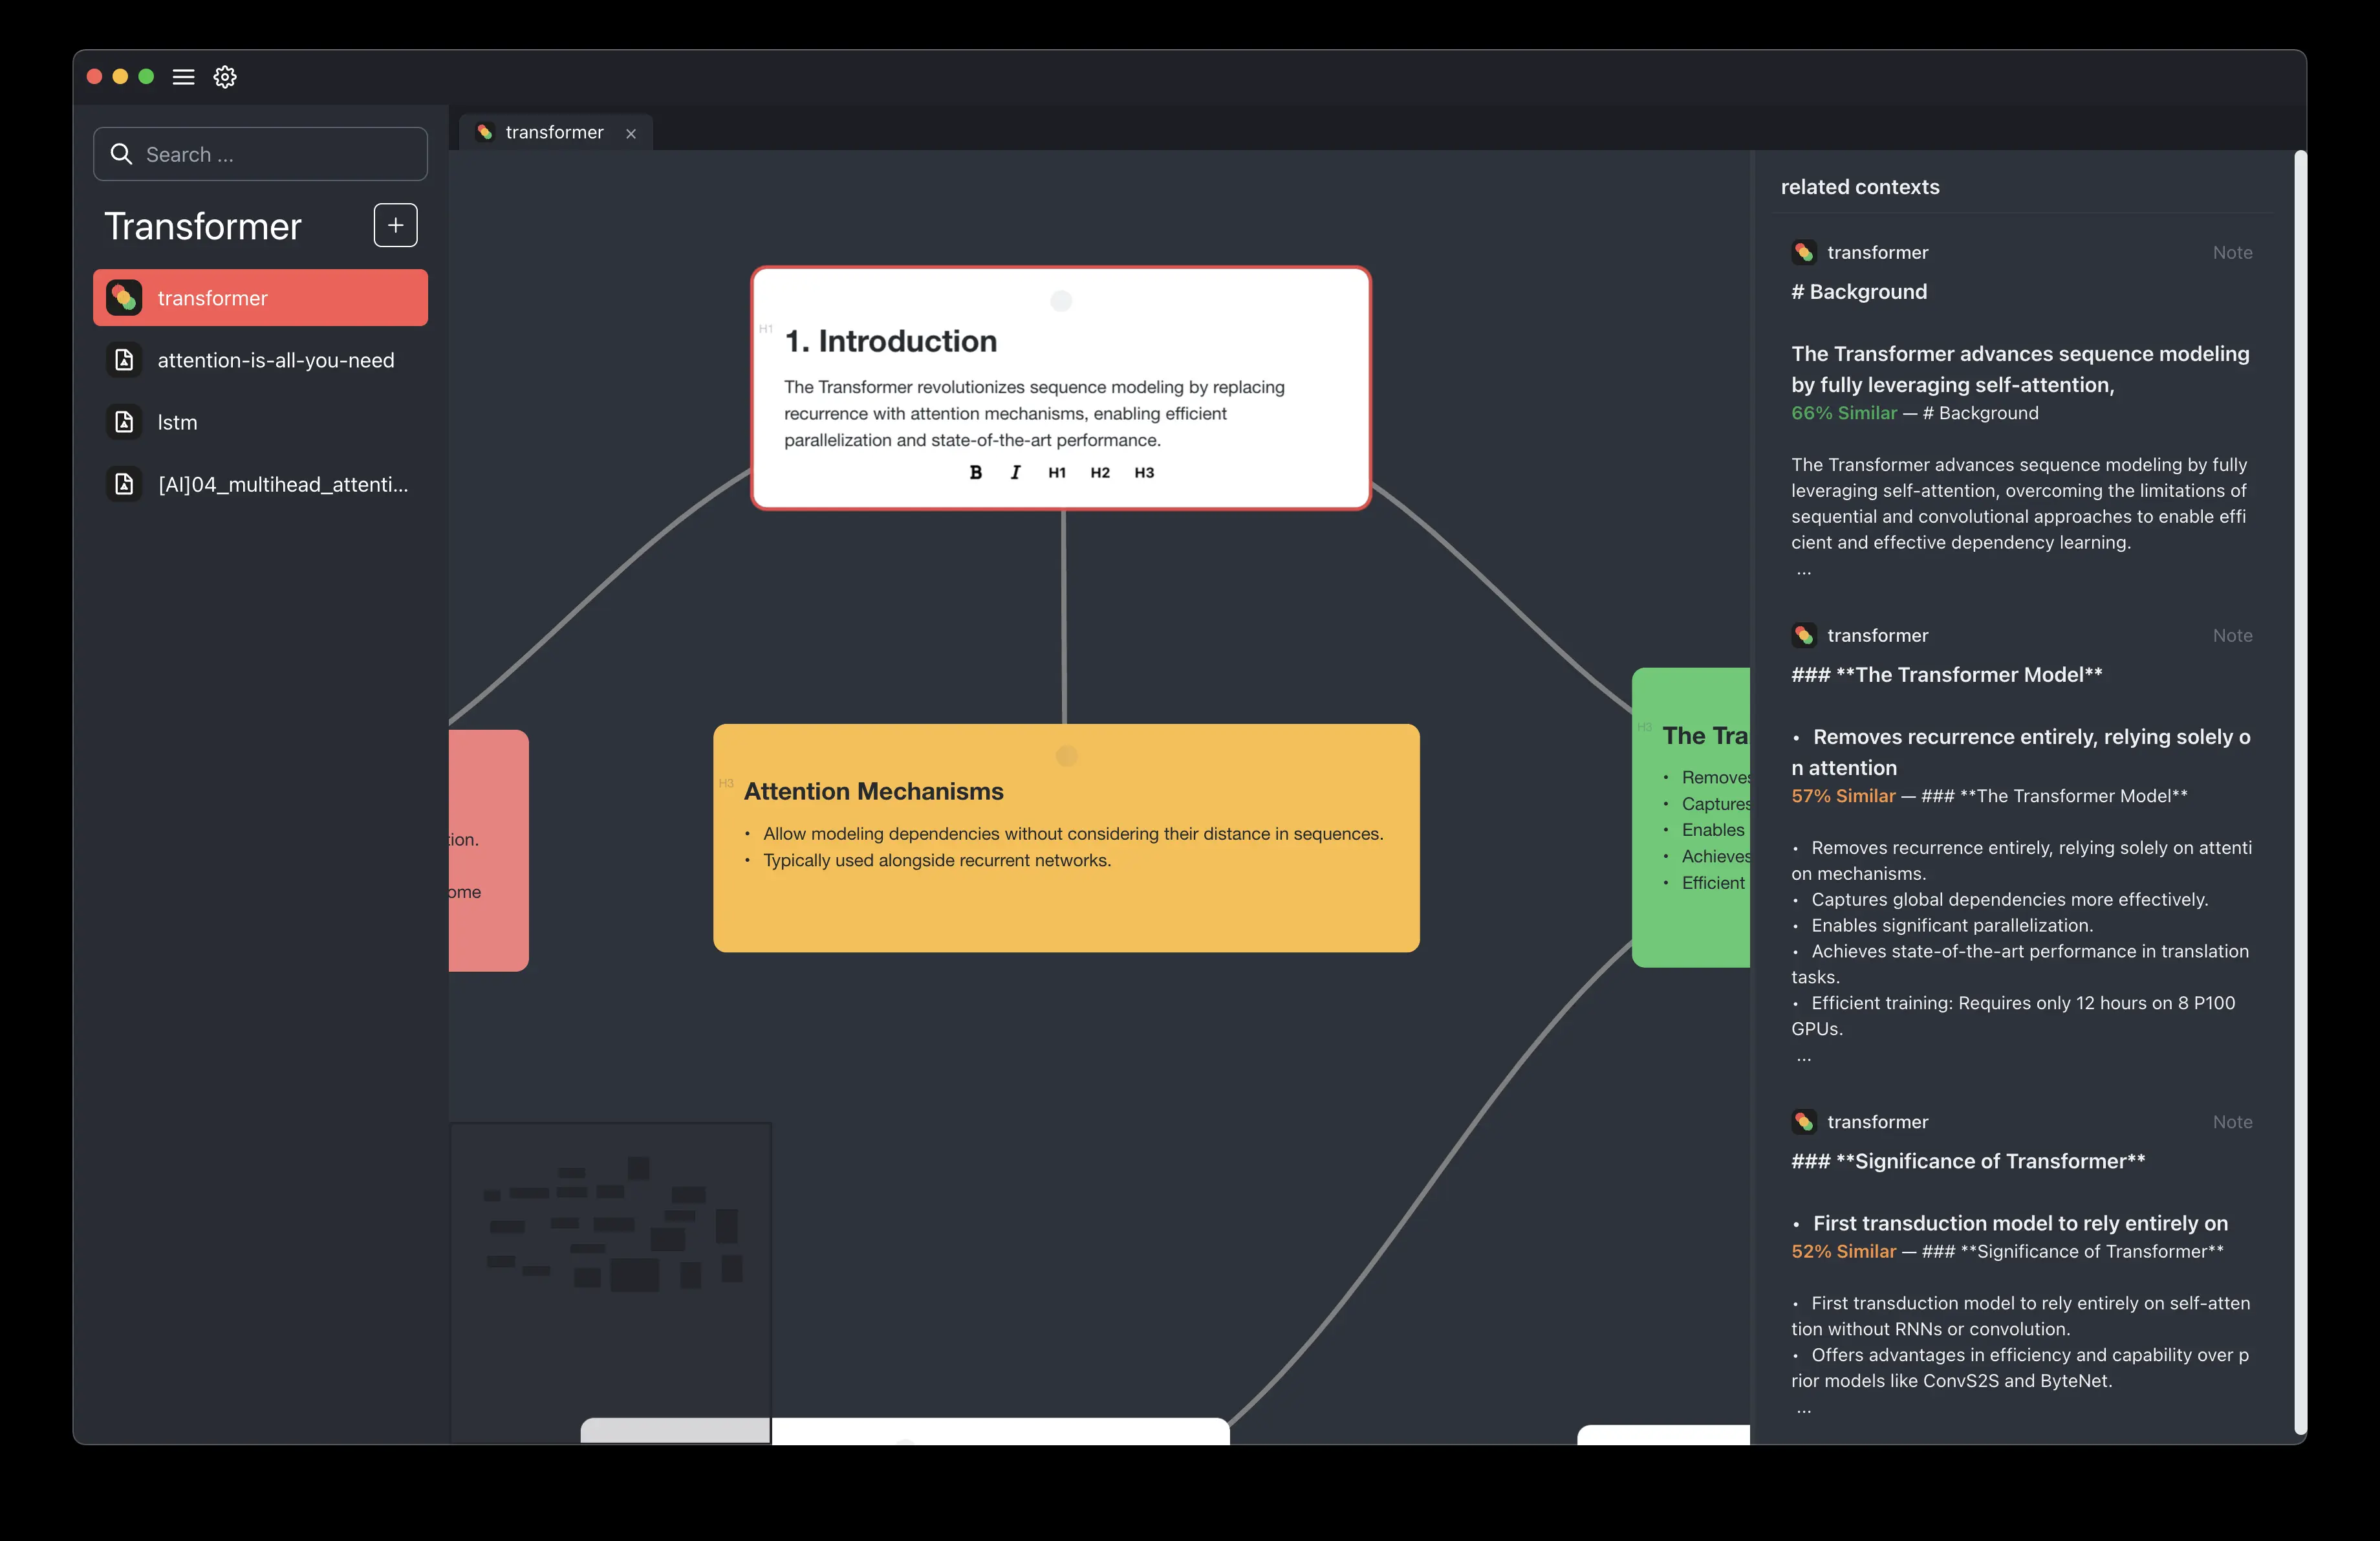 Search ...
Transformer
transformer
attention-is-all-you-need
lstm
[AI]04_multihead_attenti...
transformer
H1
1. Introduction
The Transformer revolutionizes sequence modeling by replacing
recurrence with attention mechanisms, enabling efficient
parallelization and state-of-the-art performance.
B I H1 H2 H3
tion.
ome
H3
Attention Mechanisms
• Allow modeling dependencies without considering their distance in sequences.
• Typically used alongside recurrent networks.
H3
The Tra
• Removes
• Captures
• Enables
• Achieves
• Efficient
related contexts
transformer Note
# Background
The Transformer advances sequence modeling
by fully leveraging self-attention,
66% Similar — # Background
The Transformer advances sequence modeling by fully
leveraging self-attention, overcoming the limitations of
sequential and convolutional approaches to enable effi
cient and effective dependency learning.
...
transformer Note
### **The Transformer Model**
• Removes recurrence entirely, relying solely o
n attention
57% Similar — ### **The Transformer Model**
• Removes recurrence entirely, relying solely on attenti
on mechanisms.
• Captures global dependencies more effectively.
• Enables significant parallelization.
• Achieves state-of-the-art performance in translation
tasks.
• Efficient training: Requires only 12 hours on 8 P100
GPUs.
...
transformer Note
### **Significance of Transformer**
• First transduction model to rely entirely on
52% Similar — ### **Significance of Transformer**
• First transduction model to rely entirely on self-atten
tion without RNNs or convolution.
• Offers advantages in efficiency and capability over p
rior models like ConvS2S and ByteNet.
...